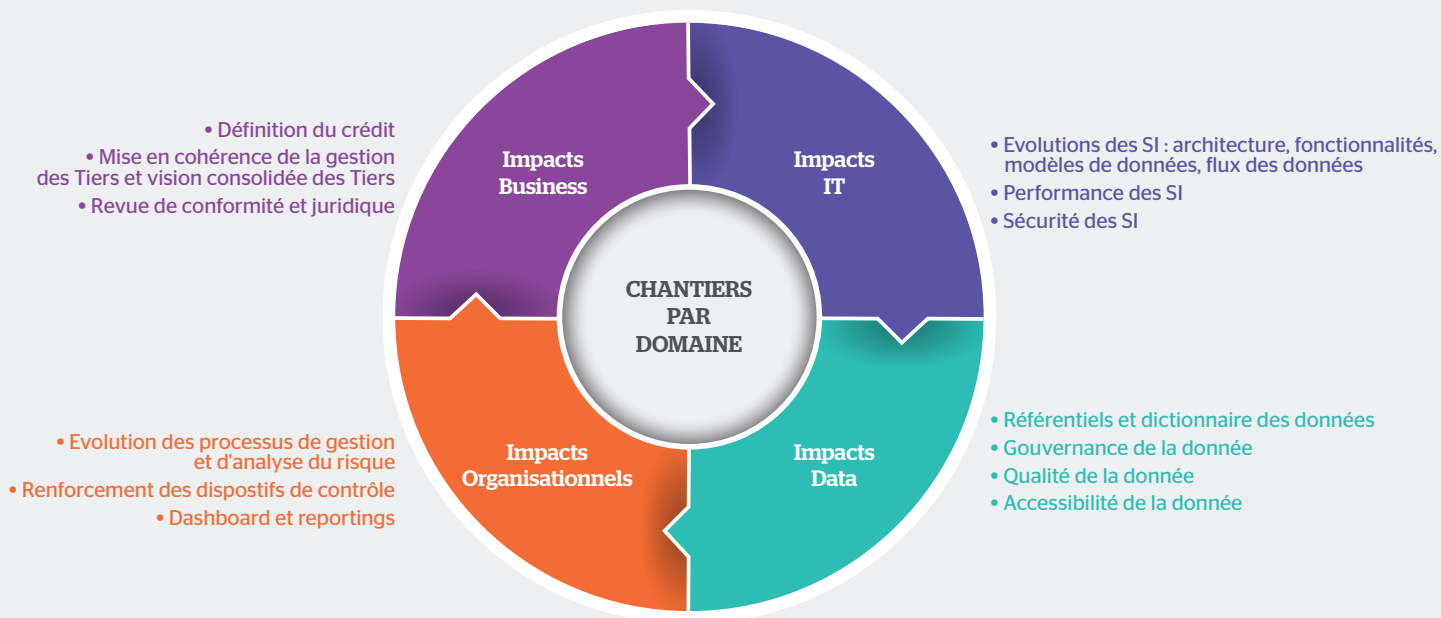 • Définition du crédit
• Mise en cohérence de la gestion
des Tiers et vision consolidée des Tiers
• Revue de conformité et juridique
Impacts
Business
Impacts
IT
• Evolutions des SI : architecture, fonctionnalités,
modèles de données, flux des données
• Performance des SI
• Sécurité des SI
CHANTIERS
PAR
DOMAINE
• Evolution des processus de gestion
et d'analyse du risque
• Renforcement des dispostifs de contrôle
• Dashboard et reportings
Impacts
Organisationnels
Impacts
Data
• Référentiels et dictionnaire des données
• Gouvernance de la donnée
• Qualité de la donnée
• Accessibilité de la donnée